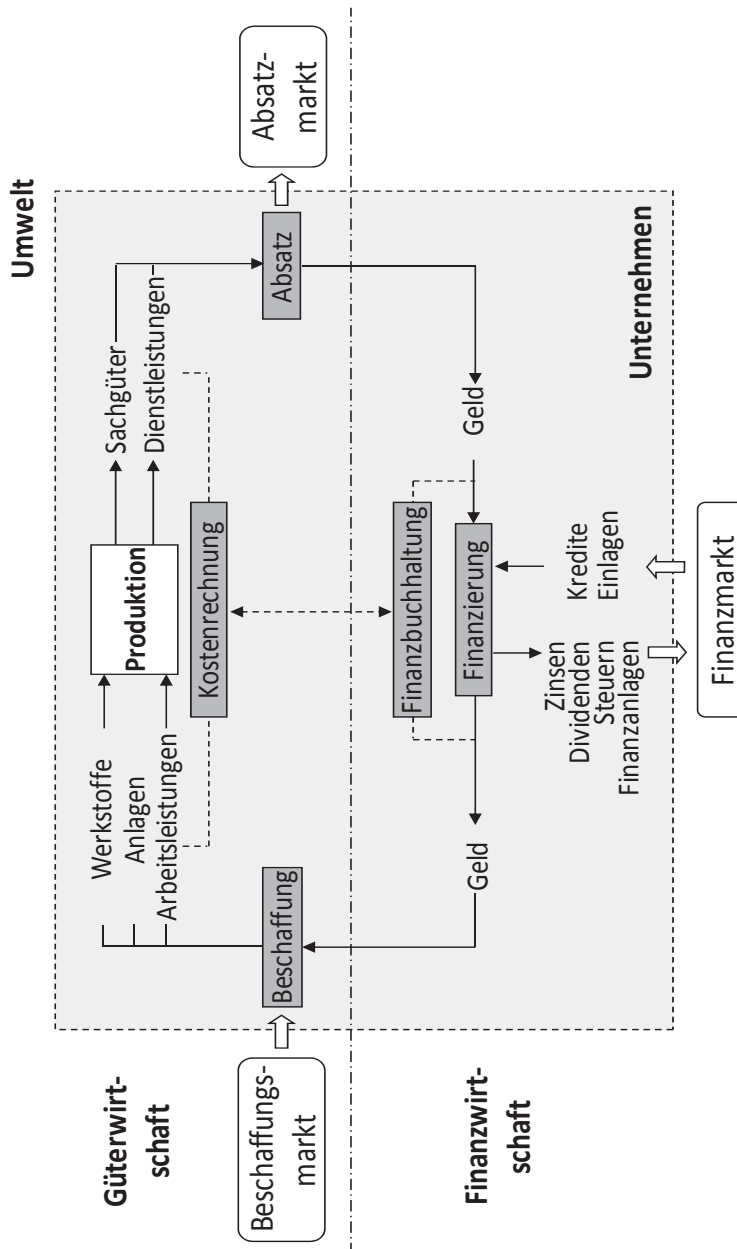 Umwelt
Güterwirt-
schaft
Werkstoffe
Anlagen
Arbeitsleistungen
Produktion
Sachgüter
Dienstleistungen
Kostenrechnung
Beschaffungs-
markt
Beschaffung
Absatz
Absatz-
markt
Finanzwirt-
schaft
Geld
Finanzbuchhaltung
Finanzierung
Geld
Zinsen
Dividenden
Steuern
Finanzanlagen
Kredite
Einlagen
Unternehmen
Finanzmarkt